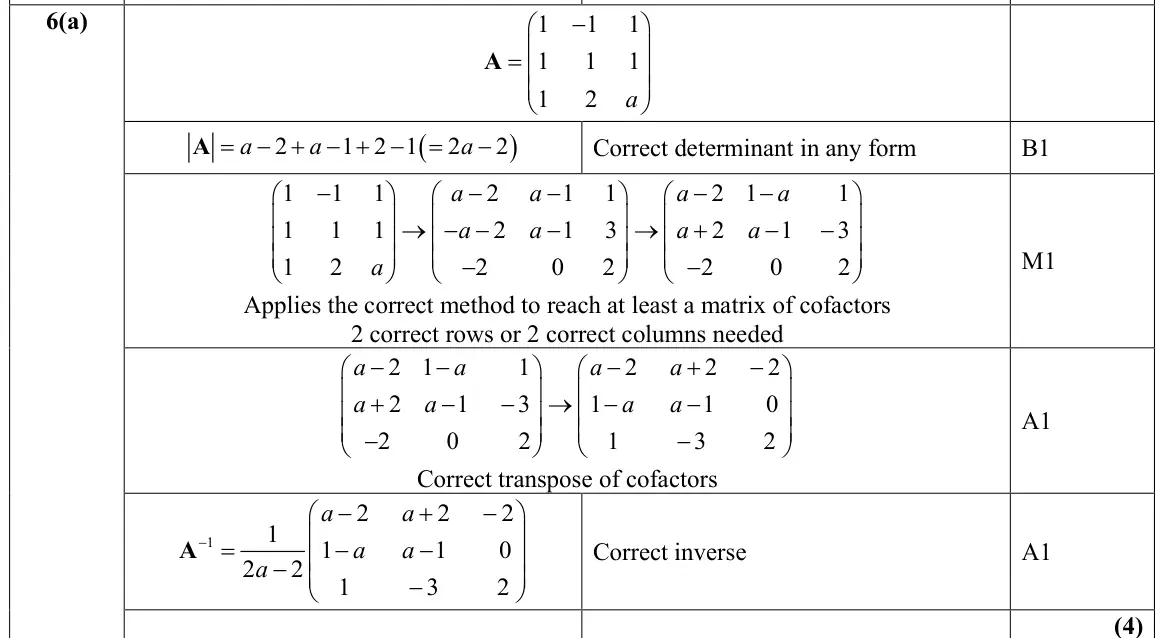 6(a)
A = ( 1 −1 1
1 1 1
1 2 a )
|A| = a − 2 + a − 1 + 2 − 1 (= 2a − 2) Correct determinant in any form B1
( 1 −1 1 ) → ( a − 2 a − 1 1 ) → ( a − 2 1 − a 1 )
( 1 1 1 ) → ( −a − 2 a − 1 3 ) → ( a + 2 a − 1 −3 )
( 1 2 a ) → ( −2 0 2 ) → ( −2 0 2 ) M1
Applies the correct method to reach at least a matrix of cofactors
2 correct rows or 2 correct columns needed
( a − 2 1 − a 1 ) → ( a − 2 a + 2 −2 )
( a + 2 a − 1 −3 ) → ( 1 − a a − 1 0 )
( −2 0 2 ) → ( 1 −3 2 ) A1
Correct transpose of cofactors
A⁻¹ = 1/(2a − 2) ( a − 2 a + 2 −2
1 − a a − 1 0
1 −3 2 ) Correct inverse A1
(4)